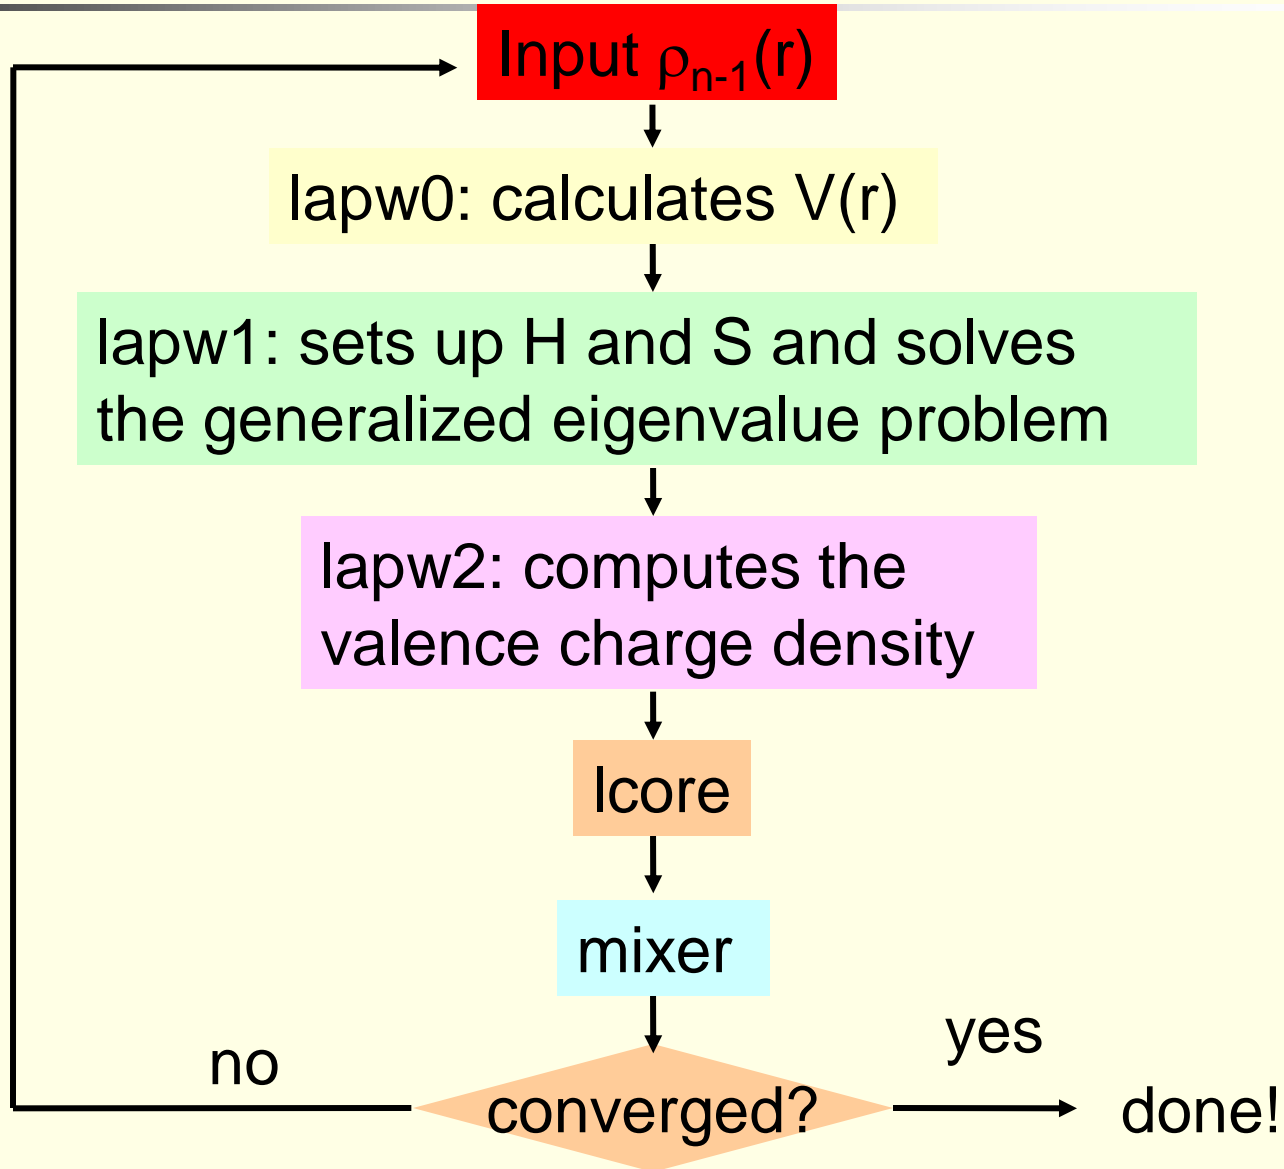 Input ρn-1(r)
lapw0: calculates V(r)
lapw1: sets up H and S and solves
the generalized eigenvalue problem
lapw2: computes the
valence charge density
lcore
mixer
yes
no
converged?
done!